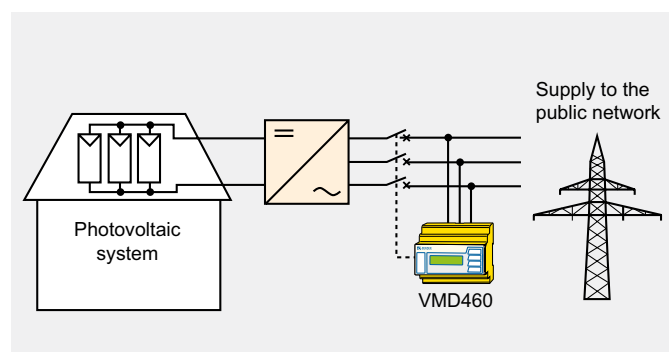 Supply to the
public network
Photovoltaic
system
VMD460